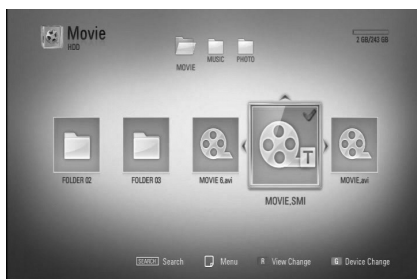 Movie
HDD
2 GB/243 GB
MOVIE
MUSIC
PHOTO
FOLDER 02
FOLDER 03
MOVIE 6.avi
T
MOVIE.SMI
MOVIE.avi
SEARCH Search
Menu
R View Change
G Device Change